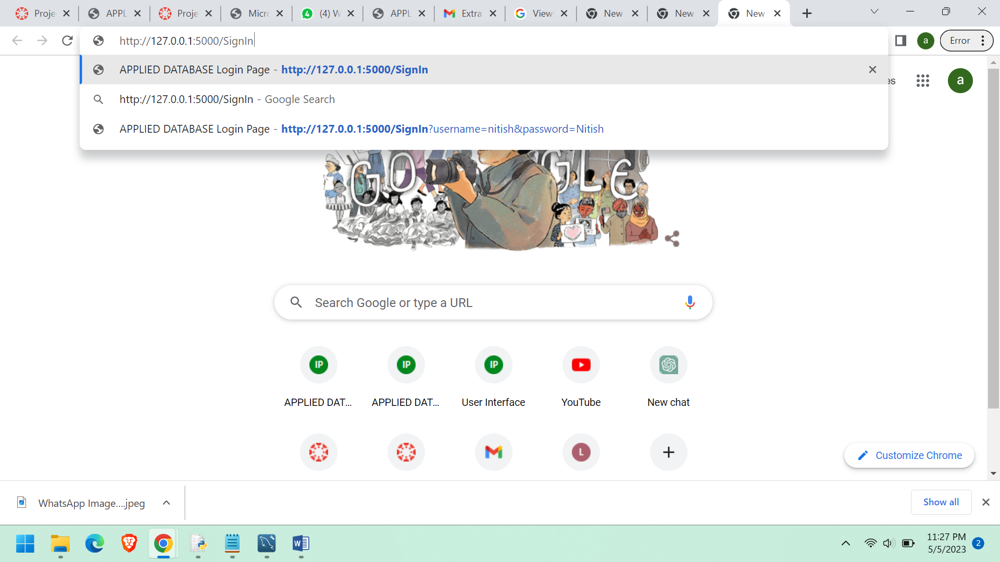 Proje
APPL
Proje
Micro
4
(4) W
APPL
Extra
View
New
New
New
http://127.0.0.1:5000/SignIn
a
Error
APPLIED DATABASE Login Page - http://127.0.0.1:5000/SignIn
es
a
http://127.0.0.1:5000/SignIn - Google Search
APPLIED DATABASE Login Page - http://127.0.0.1:5000/SignIn?username=nitish&password=Nitish
GOOGLE
Search Google or type a URL
IP
IP
IP
APPLIED DAT...
APPLIED DAT...
User Interface
YouTube
New chat
L
Customize Chrome
WhatsApp Image....jpeg
Show all
W
11:27 PM
5/5/2023
2